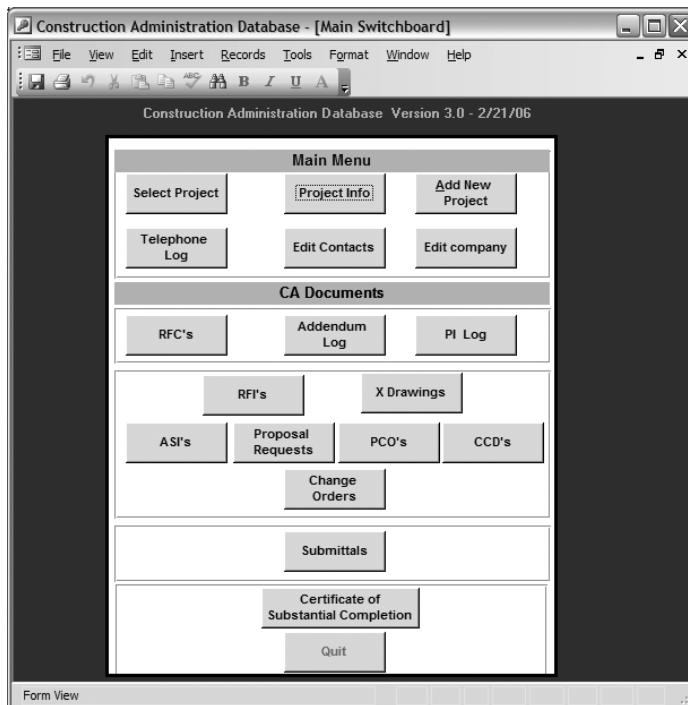 Construction Administration Database - [Main Switchboard]
File View Edit Insert Records Tools Format Window Help
ABC B I U A
Construction Administration Database Version 3.0 - 2/21/06
Main Menu
Select Project Project Info Add New
Project
Telephone
Log Edit Contacts Edit company
CA Documents
RFC's Addendum
Log PI Log
RFI's X Drawings
ASI's Proposal
Requests PCO's CCD's
Change
Orders
Submittals
Certificate of
Substantial Completion
Quit
Form View